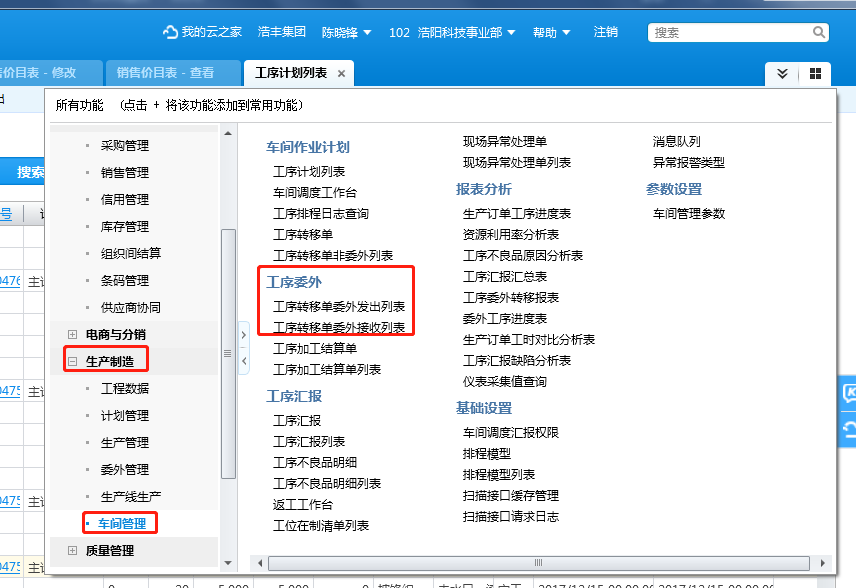 我的云之家 浩丰集团 陈晓锋 102 浩阳科技事业部 帮助 注销 搜索
价目表 - 修改 销售价目表 - 查看 工序计划列表 ×
所有功能 （点击 + 将该功能添加到常用功能）
搜索
号
0476 主
0475 主
0475 主
0475 主
采购管理
销售管理
信用管理
库存管理
组织间结算
条码管理
供应商协同
电商与分销
生产制造
工程数据
计划管理
生产管理
委外管理
生产线生产
车间管理
质量管理
车间作业计划
工序计划列表
车间调度工作台
工序排程日志查询
工序转移单
工序转移单非委外列表
工序委外
工序转移单委外发出列表
工序转移单委外接收列表
工序加工结算单
工序加工结算单列表
工序汇报
工序汇报
工序汇报列表
工序不良品明细
工序不良品明细列表
返工工作台
工位在制清单列表
现场异常处理单
现场异常处理单列表
报表分析
生产订单工序进度表
资源利用率分析表
工序不良品原因分析表
工序汇报汇总表
工序委外转移报表
委外工序进度表
生产订单工时对比分析表
工序汇报缺陷分析表
仪表采集值查询
基础设置
车间调度汇报权限
排程模型
排程模型列表
扫描接口缓存管理
扫描接口请求日志
消息队列
异常报警类型
参数设置
车间管理参数